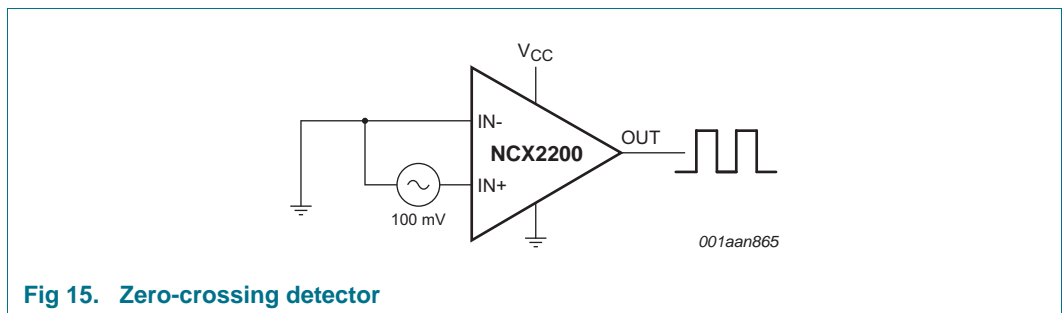 VCC
IN-
OUT
NCX2200
IN+
100 mV
001aan865
Fig 15. Zero-crossing detector